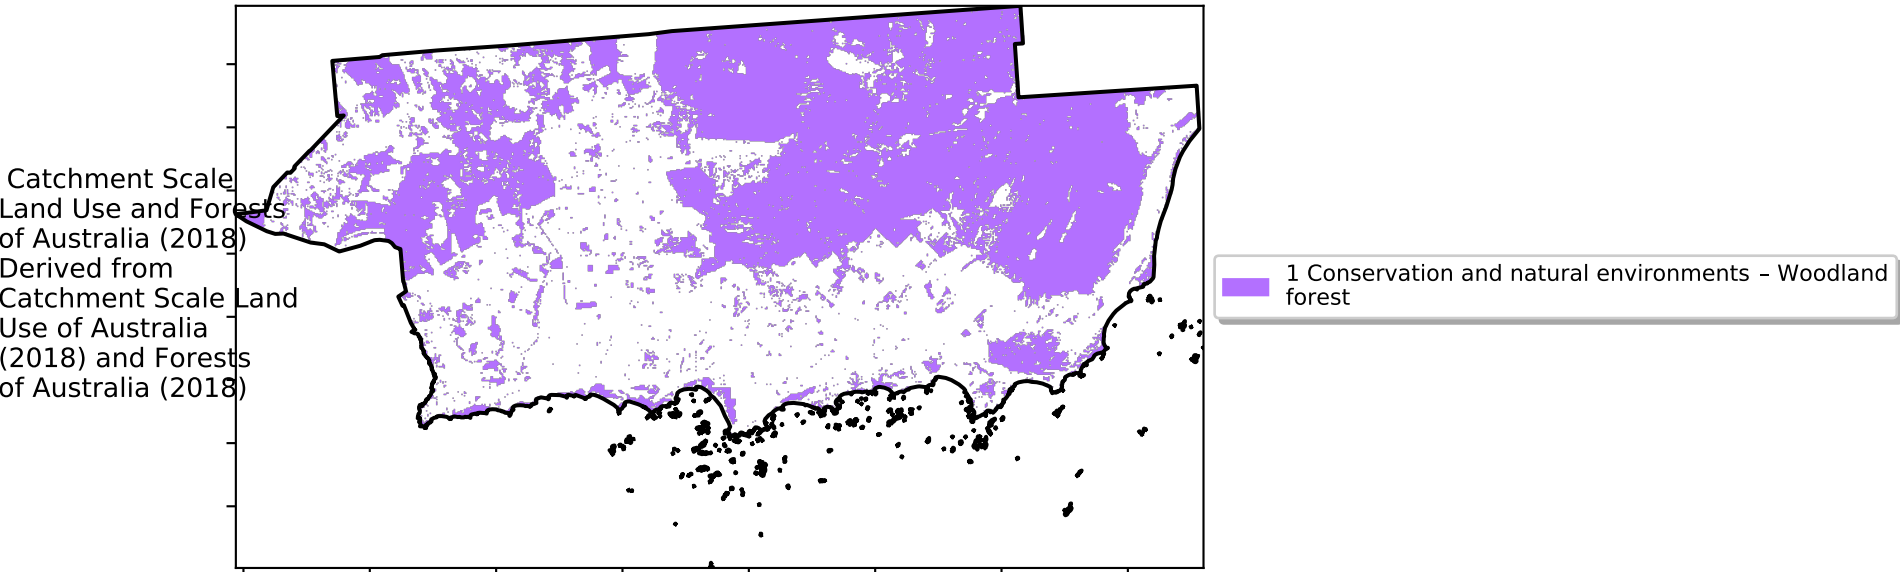 Catchment Scale
Land Use and Forests
of Australia (2018)
Derived from
Catchment Scale Land
Use of Australia
(2018) and Forests
of Australia (2018)
1 Conservation and natural environments – Woodland
forest